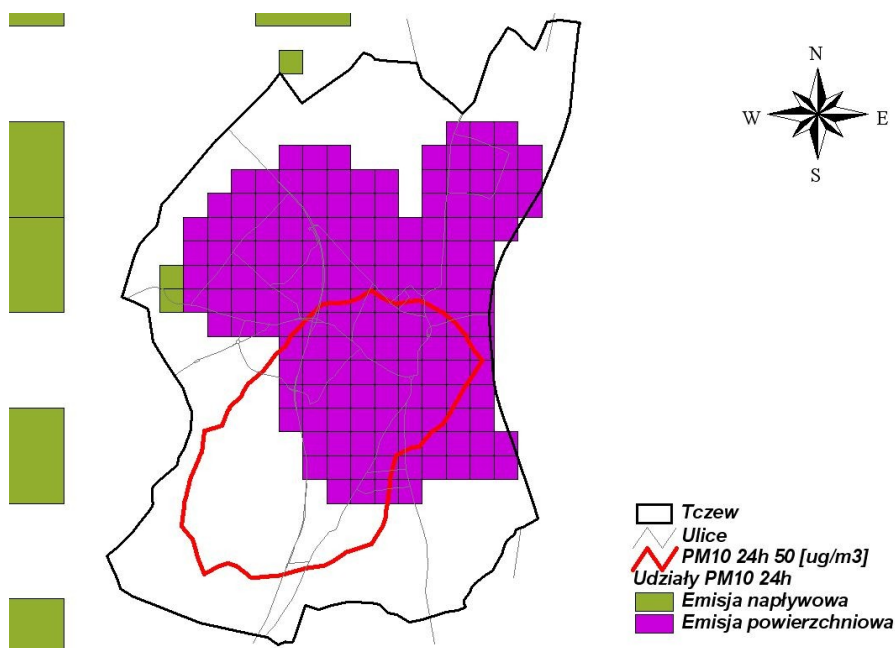 N
W
E
S
Tczew
Ulice
PM10 24h 50 [ug/m3]
Udziały PM10 24h
Emisja napływowa
Emisja powierzchniowa